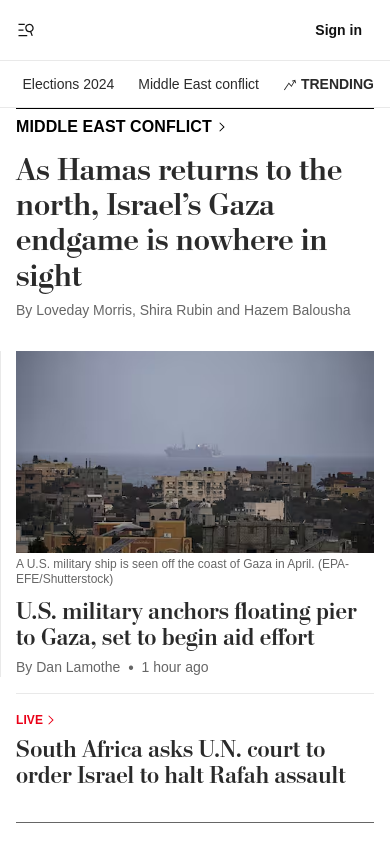 Sign in
Elections 2024 Middle East conflict TRENDING
MIDDLE EAST CONFLICT
As Hamas returns to the
north, Israel’s Gaza
endgame is nowhere in
sight
By Loveday Morris, Shira Rubin and Hazem Balousha
A U.S. military ship is seen off the coast of Gaza in April. (EPA-
EFE/Shutterstock)
U.S. military anchors floating pier
to Gaza, set to begin aid effort
By Dan Lamothe • 1 hour ago
LIVE
South Africa asks U.N. court to
order Israel to halt Rafah assault